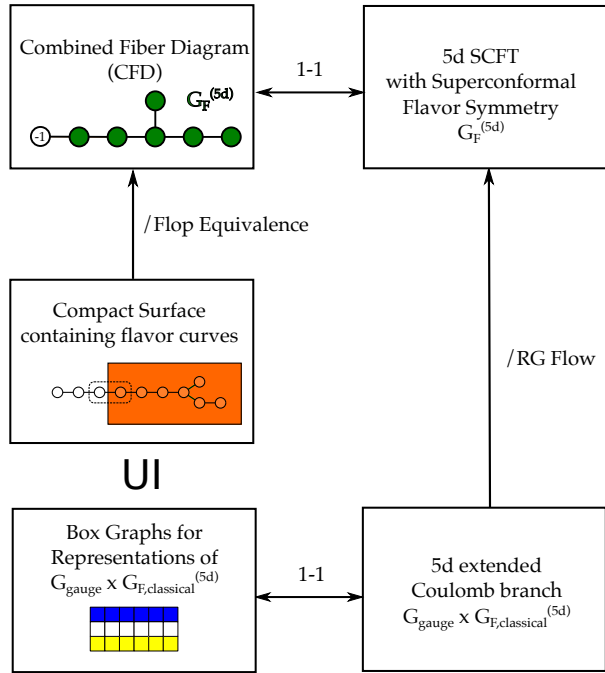 Combined Fiber Diagram
(CFD)
G_F^(5d)
-1
1-1
5d SCFT
with Superconformal
Flavor Symmetry
G_F^(5d)
/Flop Equivalence
Compact Surface
containing flavor curves
/RG Flow
UI
Box Graphs for
Representations of
G_gauge x G_F,classical^(5d)
1-1
5d extended
Coulomb branch
G_gauge x G_F,classical^(5d)